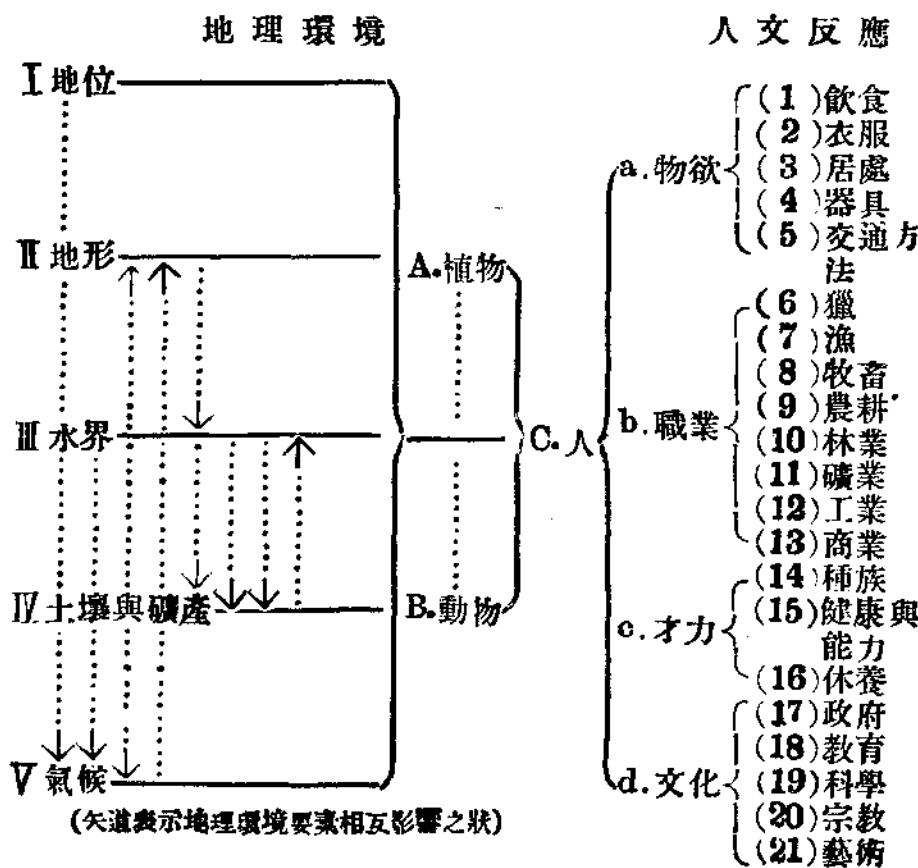 地理環境
人文反應
I 地位
II 地形
III 水界
IV 土壤與礦產
V 氣候
(矢道表示地理環境要素相互影響之狀)
A.植物
B.動物
C.人
a.物欲
(1)飲食
(2)衣服
(3)居處
(4)器具
(5)交通方
法
b.職業
(6)獵
(7)漁
(8)牧畜
(9)農耕
(10)林業
(11)礦業
(12)工業
(13)商業
c.才力
(14)種族
(15)健康與
能力
(16)休養
d.文化
(17)政府
(18)教育
(19)科學
(20)宗教
(21)藝術